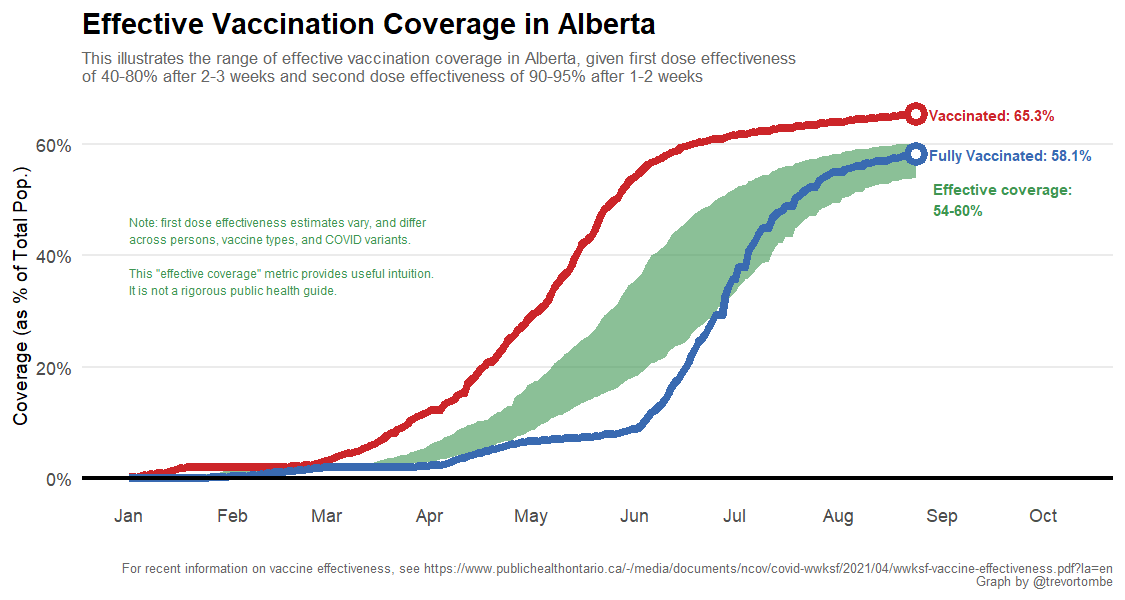 Effective Vaccination Coverage in Alberta
This illustrates the range of effective vaccination coverage in Alberta, given first dose effectiveness
of 40-80% after 2-3 weeks and second dose effectiveness of 90-95% after 1-2 weeks
Vaccinated: 65.3%
Fully Vaccinated: 58.1%
Effective coverage:
54-60%
Note: first dose effectiveness estimates vary, and differ
across persons, vaccine types, and COVID variants.
This "effective coverage" metric provides useful intuition.
It is not a rigorous public health guide.
Coverage (as % of Total Pop.)
60%
40%
20%
0%
Jan Feb Mar Apr May Jun Jul Aug Sep Oct
For recent information on vaccine effectiveness, see https://www.publichealthontario.ca/-/media/documents/ncov/covid-wwksf/2021/04/wwksf-vaccine-effectiveness.pdf?la=en
Graph by @trevortombe